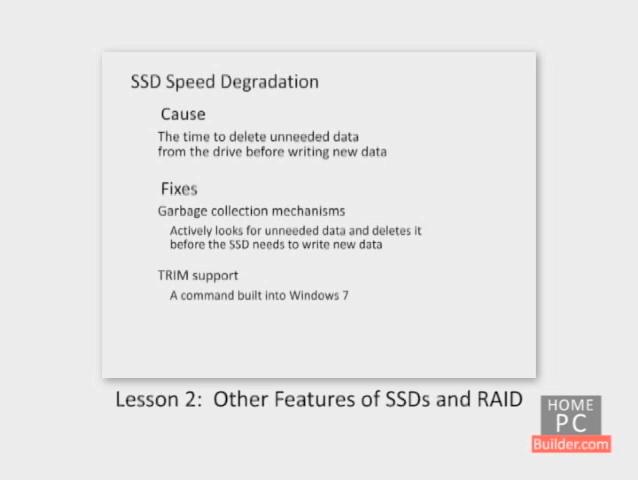 SSD Speed Degradation
Cause
The time to delete unneeded data
from the drive before writing new data
Fixes
Garbage collection mechanisms
Actively looks for unneeded data and deletes it
before the SSD needs to write new data
TRIM support
A command built into Windows 7
Lesson 2: Other Features of SSDs and RAID
HOME
PC
Builder.com